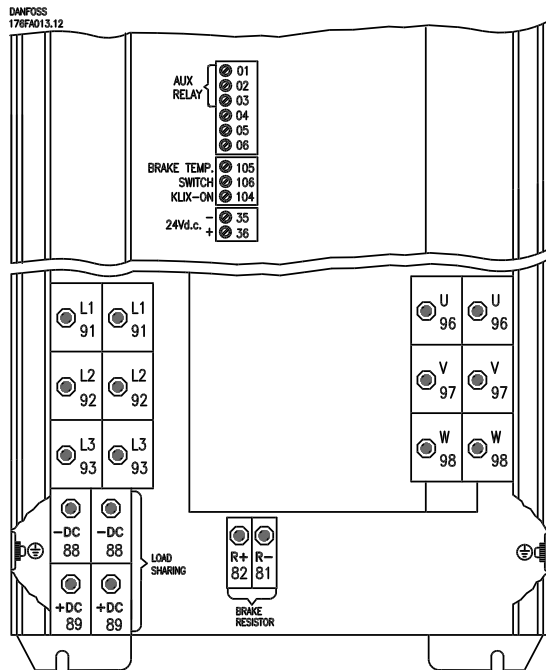 DANFOSS
176FA013.12
AUX
RELAY
01
02
03
04
05
06
BRAKE TEMP.
SWITCH
KLIX-ON
105
106
104
24Vd.c.
-
+
35
36
L1
91
L1
91
U
96
U
96
L2
92
L2
92
V
97
V
97
L3
93
L3
93
W
98
W
98
-DC
88
-DC
88
+DC
89
+DC
89
LOAD
SHARING
R+
82
R-
81
BRAKE
RESISTOR